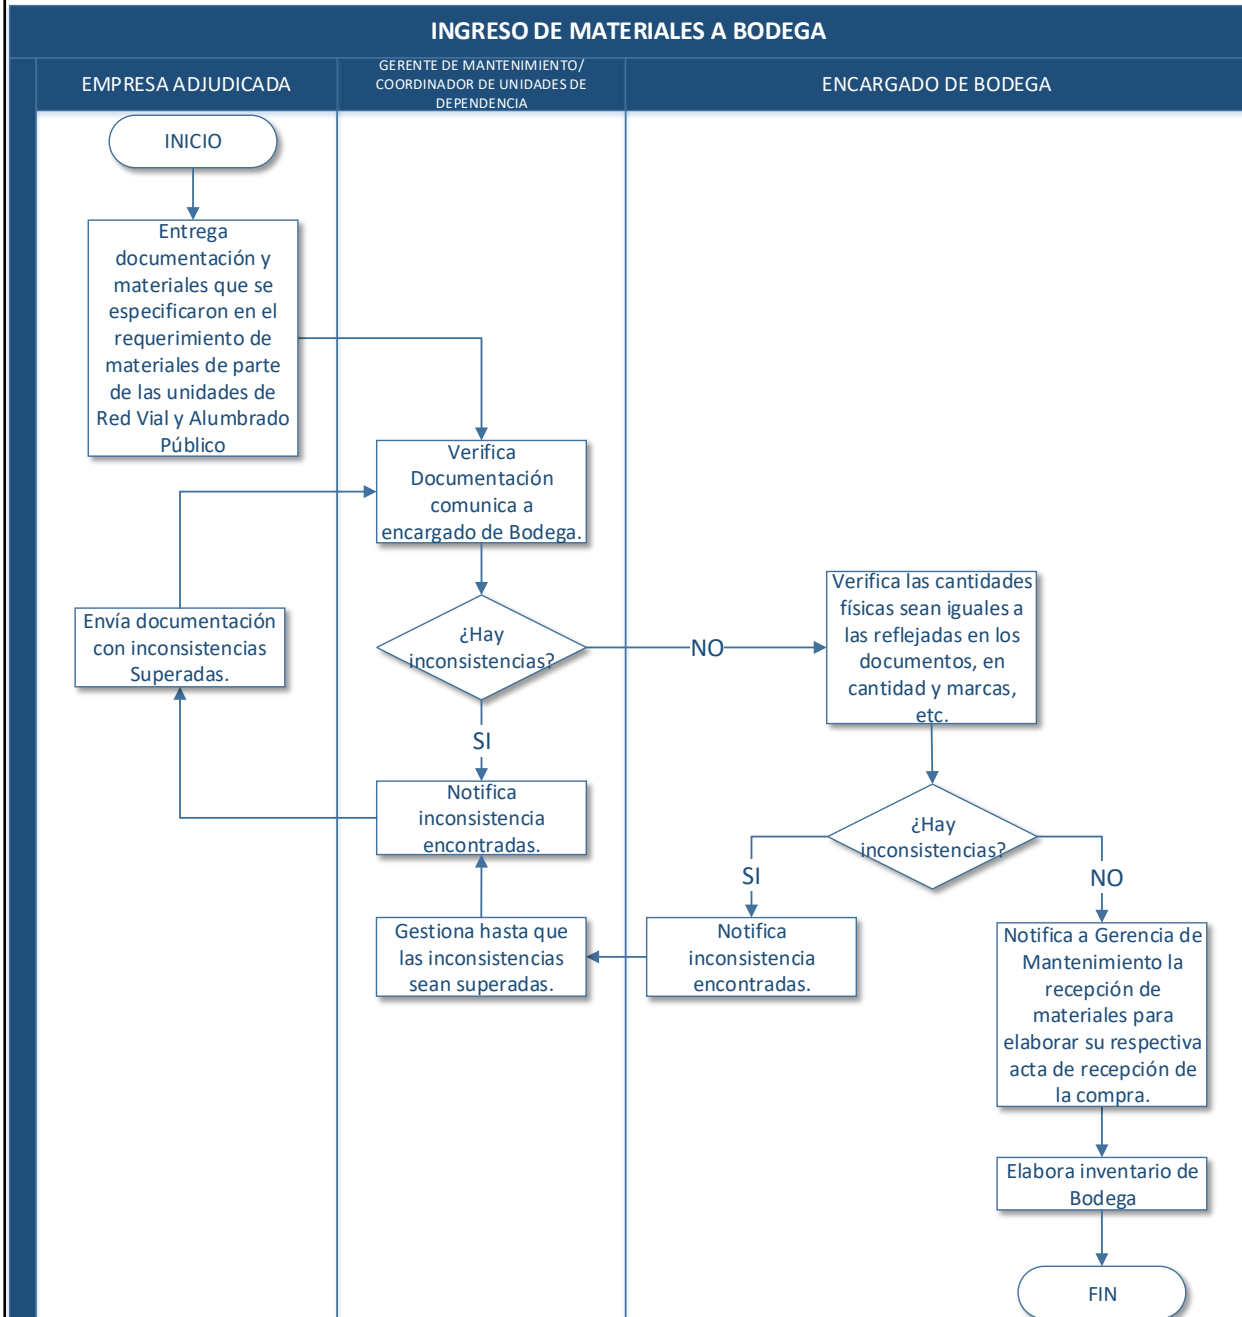 INGRESO DE MATERIALES A BODEGA
EMPRESA ADJUDICADA
GERENTE DE MANTENIMIENTO/
COORDINADOR DE UNIDADES DE
DEPENDENCIA
ENCARGADO DE BODEGA
INICIO
Entrega
documentación y
materiales que se
especificaron en el
requerimiento de
materiales de parte
de las unidades de
Red Vial y Alumbrado
Público
Verifica
Documentación
comunica a
encargado de Bodega.
¿Hay
inconsistencias?
NO
SI
Envía documentación
con inconsistencias
Superadas.
Notifica
inconsistencia
encontradas.
Gestiona hasta que
las inconsistencias
sean superadas.
Verifica las cantidades
físicas sean iguales a
las reflejadas en los
documentos, en
cantidad y marcas,
etc.
¿Hay
inconsistencias?
SI
NO
Notifica
inconsistencia
encontradas.
Notifica a Gerencia de
Mantenimiento la
recepción de
materiales para
elaborar su respectiva
acta de recepción de
la compra.
Elabora inventario de
Bodega
FIN